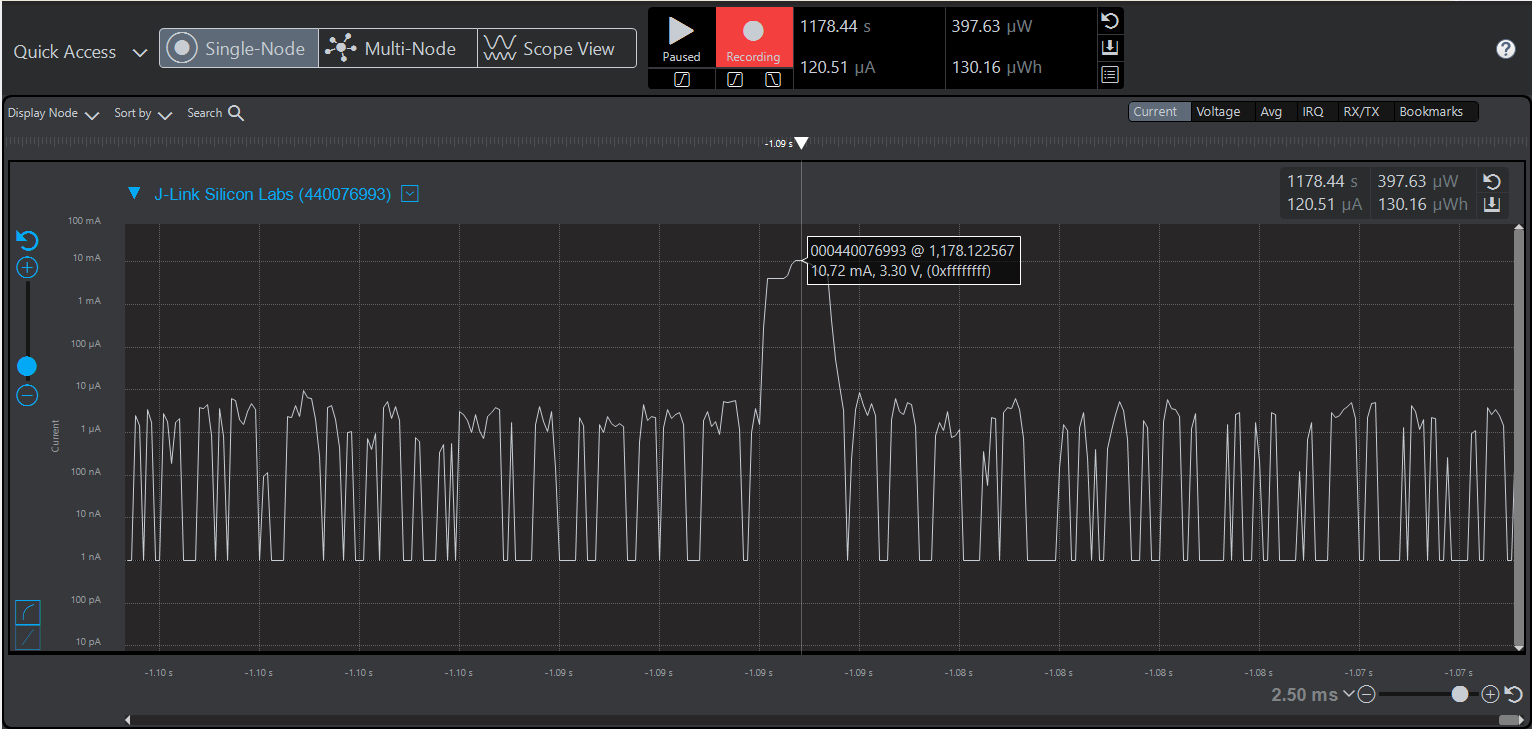 Quick Access
Single-Node
Multi-Node
Scope View
Paused
Recording
1178.44 s
397.63 µW
120.51 µA
130.16 µWh
?
Display Node
Sort by
Search
Current
Voltage
Avg
IRQ
RX/TX
Bookmarks
-1.09 s
J-Link Silicon Labs (440076993)
1178.44 s
397.63 µW
120.51 µA
130.16 µWh
000440076993 @ 1,178.122567
10.72 mA, 3.30 V, (0xffffffff)
100 mA
10 mA
1 mA
100 µA
10 µA
1 µA
100 nA
10 nA
1 nA
100 pA
10 pA
Current
-1.10 s
-1.10 s
-1.10 s
-1.10 s
-1.09 s
-1.09 s
-1.09 s
-1.09 s
-1.08 s
-1.08 s
-1.08 s
-1.08 s
-1.07 s
-1.07 s
2.50 ms